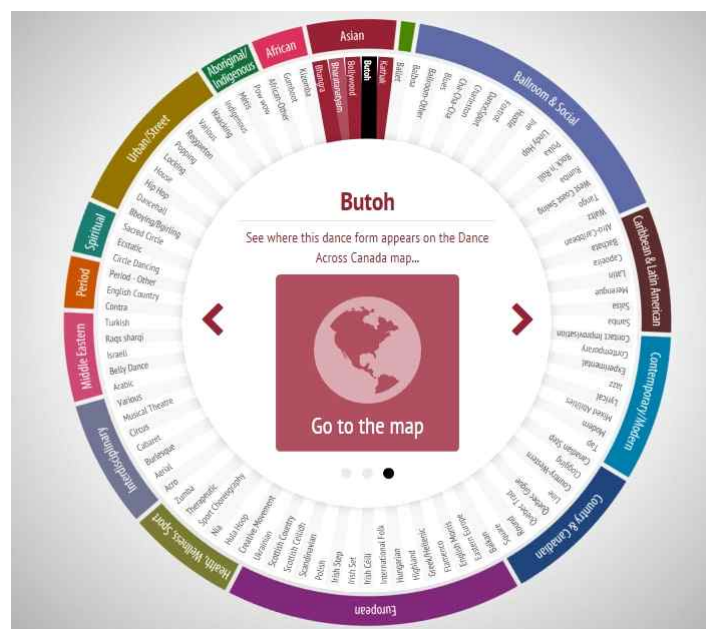 Asian
Ballroom & Social
Caribbean & Latin American
Contemporary/Modern
Country & Canadian
European
Health, Wellness, Sport
Interdisciplinary
Middle Eastern
Period
Spiritual
Urban/Street
Aboriginal/
Indigenous
African
Bhangra
Bharatanatyam
Bollywood
Butoh
Kathak
Ballet
Balboa
Ballroom-Other
Blues
Cha-Cha-Cha
Charleston
DanceSport
Foxtrot
Hustle
Jive
Lindy Hop
Polka
Rock 'n Roll
Rumba
West Coast Swing
Tango
Waltz
Afro-Caribbean
Bachata
Capoeira
Latin
Merengue
Salsa
Samba
Contact Improvisation
Contemporary
Experimental
Jazz
Lyrical
Mixed Abilities
Modern
Tap
Canadian Step
Clogging
Country-Western
Line
Quebec Gigue
Quebec Trad.
Round
Square
Balkan
Eastern Europe
English Morris
Flamenco
Greek/Hellenic
Highland
Hungarian
International Folk
Irish Céilí
Irish Set
Irish Step
Polish
Scandinavian
Scottish Ceilidh
Scottish Country
Ukrainian
Creative Movement
Hula Hoop
Nia
Sport Choreography
Therapeutic
Zumba
Acro
Aerial
Burlesque
Cabaret
Circus
Musical Theatre
Various
Arabic
Belly Dance
Israeli
Raqs sharqi
Turkish
Contra
English Country
Period - Other
Circle Dancing
Ecstatic
Sacred Circle
Bboying/Bgirling
Dancehall
Hip Hop
House
Locking
Popping
Reggaeton
Various
Waacking
Indigenous
Métis
Pow wow
African-Other
Gumboot
Kizomba
Butoh
See where this dance form appears on the Dance
Across Canada map...
Go to the map